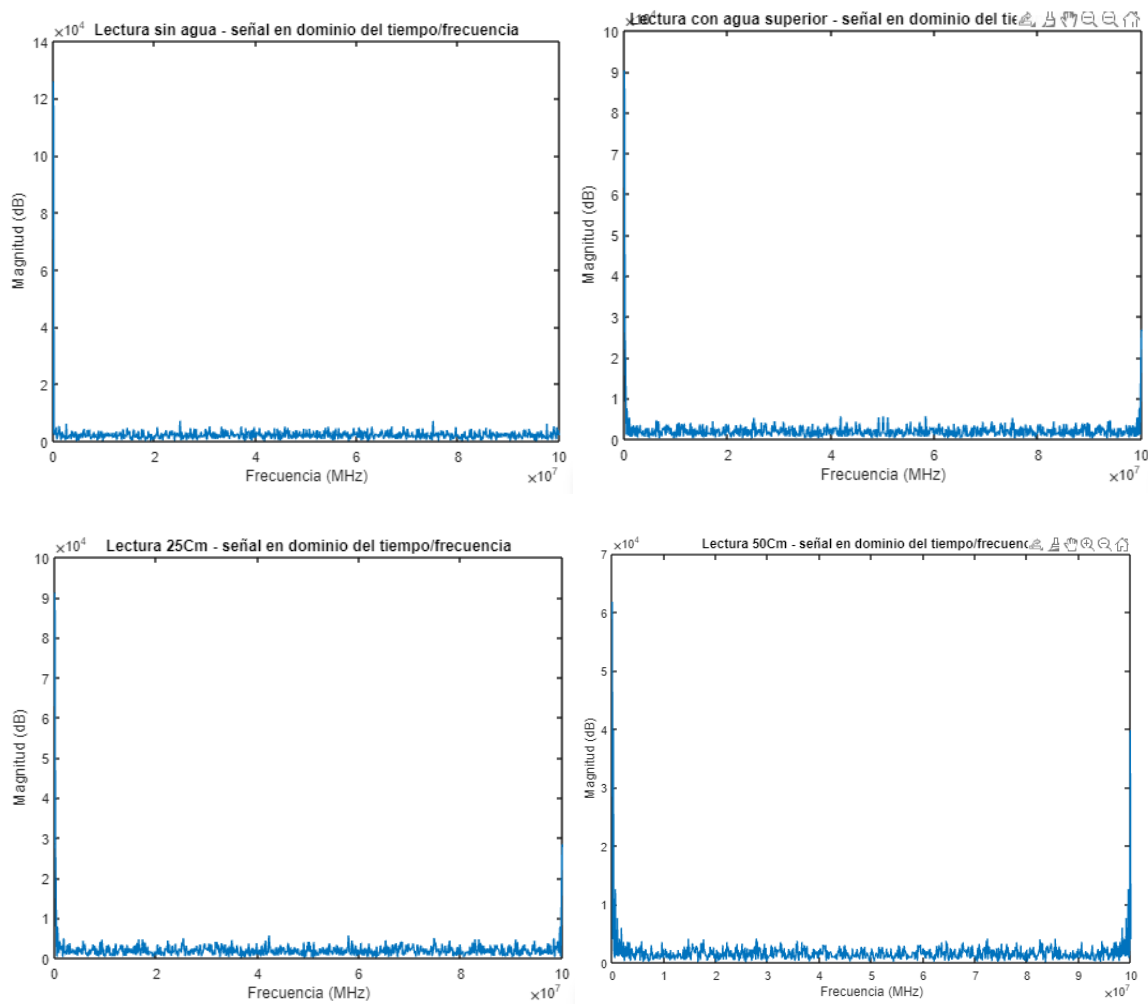 ×10⁴ Lectura sin agua - señal en dominio del tiempo/frecuencia
14
12
10
8
6
4
2
0
Magnitud (dB)
0 2 4 6 8 10
Frecuencia (MHz)
×10⁷
Lectura con agua superior - señal en dominio del tie
10
9
8
7
6
5
4
3
2
1
0
Magnitud (dB)
0 2 4 6 8 10
Frecuencia (MHz)
×10⁷
×10⁴ Lectura 25Cm - señal en dominio del tiempo/frecuencia
10
9
8
7
6
5
4
3
2
1
0
Magnitud (dB)
0 2 4 6 8 10
Frecuencia (MHz)
×10⁷
×10⁴ Lectura 50Cm - señal en dominio del tiempo/frecuenc
7
6
5
4
3
2
1
0
Magnitud (dB)
0 1 2 3 4 5 6 7 8 9 10
Frecuencia (MHz)
×10⁷